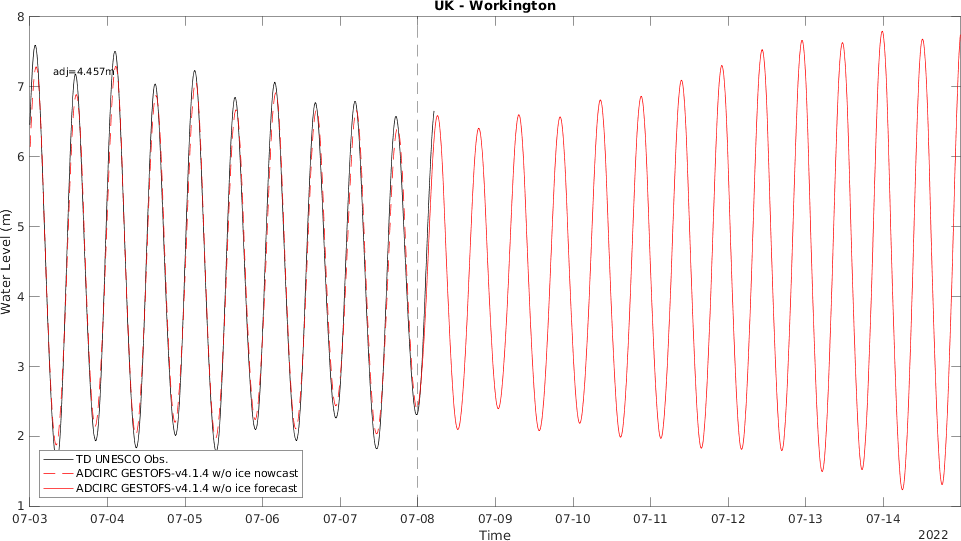 UK - Workington
8
7
6
5
4
3
2
1
Water Level (m)
adj=4.457m
TD UNESCO Obs.
ADCIRC GESTOFS-v4.1.4 w/o ice nowcast
ADCIRC GESTOFS-v4.1.4 w/o ice forecast
07-03 07-04 07-05 07-06 07-07 07-08 07-09 07-10 07-11 07-12 07-13 07-14
Time
2022